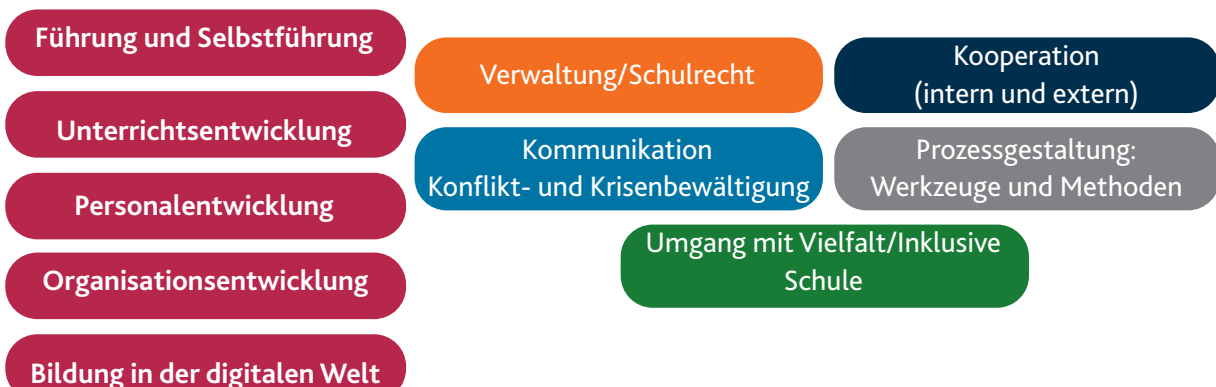 Führung und Selbstführung
Unterrichtsentwicklung
Personalentwicklung
Organisationsentwicklung
Bildung in der digitalen Welt
Verwaltung/Schulrecht
Kooperation
(intern und extern)
Kommunikation
Konflikt- und Krisenbewältigung
Prozessgestaltung:
Werkzeuge und Methoden
Umgang mit Vielfalt/Inklusive
Schule